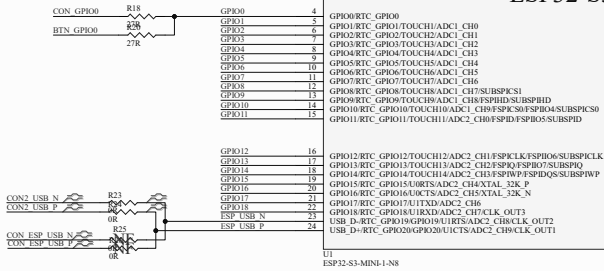 ESP32-S3
CON_GPIO0
R18
27R
R20
27R
BTN_GPIO0
GPIO0 4 GPIO0/RTC_GPIO0
GPIO1 5 GPIO1/RTC_GPIO1/TOUCH1/ADC1_CH0
GPIO2 6 GPIO2/RTC_GPIO2/TOUCH2/ADC1_CH1
GPIO3 7 GPIO3/RTC_GPIO3/TOUCH3/ADC1_CH2
GPIO4 8 GPIO4/RTC_GPIO4/TOUCH4/ADC1_CH3
GPIO5 9 GPIO5/RTC_GPIO5/TOUCH5/ADC1_CH4
GPIO6 10 GPIO6/RTC_GPIO6/TOUCH6/ADC1_CH5
GPIO7 11 GPIO7/RTC_GPIO7/TOUCH7/ADC1_CH6
GPIO8 12 GPIO8/RTC_GPIO8/TOUCH8/ADC1_CH7/SUBSPICS1
GPIO9 13 GPIO9/RTC_GPIO9/TOUCH9/ADC1_CH8/FSPIHD/SUBSPIHD
GPIO10 14 GPIO10/RTC_GPIO10/TOUCH10/ADC1_CH9/FSPICS0/FSPIIO4/SUBSPICS0
GPIO11 15 GPIO11/RTC_GPIO11/TOUCH11/ADC2_CH0/FSPID/FSPIIO5/SUBSPID
GPIO12 16 GPIO12/RTC_GPIO12/TOUCH12/ADC2_CH1/FSPICLK/FSPIIO6/SUBSPICLK
GPIO13 17 GPIO13/RTC_GPIO13/TOUCH13/ADC2_CH2/FSPIQ/FSPIIO7/SUBSPIQ
GPIO14 18 GPIO14/RTC_GPIO14/TOUCH14/ADC2_CH3/FSPIWP/FSPIDQS/SUBSPIWP
GPIO15 19 GPIO15/RTC_GPIO15/U0RTS/ADC2_CH4/XTAL_32K_P
GPIO16 20 GPIO16/RTC_GPIO16/U0CTS/ADC2_CH5/XTAL_32K_N
GPIO17 21 GPIO17/RTC_GPIO17/U1TXD/ADC2_CH6
GPIO18 22 GPIO18/RTC_GPIO18/U1RXD/ADC2_CH7/CLK_OUT3
ESP_USB_N 23 USB_D-/RTC_GPIO19/GPIO19/U1RTS/ADC2_CH8/CLK_OUT2
ESP_USB_P 24 USB_D+/RTC_GPIO20/GPIO20/U1CTS/ADC2_CH9/CLK_OUT1
CON2_USB_N
R23
CON2_USB_P
0R
R25
CON_ESP_USB_N
CON_ESP_USB_P
0R
0R
U1
ESP32-S3-MINI-1-N8